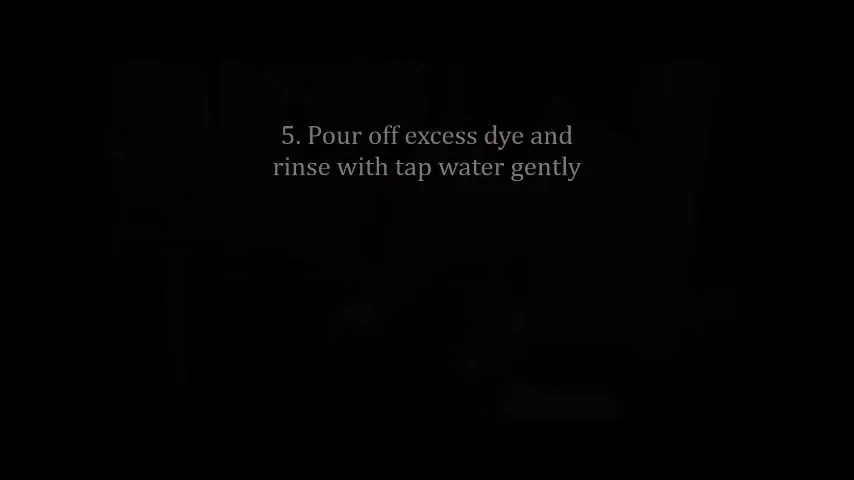 5. Pour off excess dye and
rinse with tap water gently